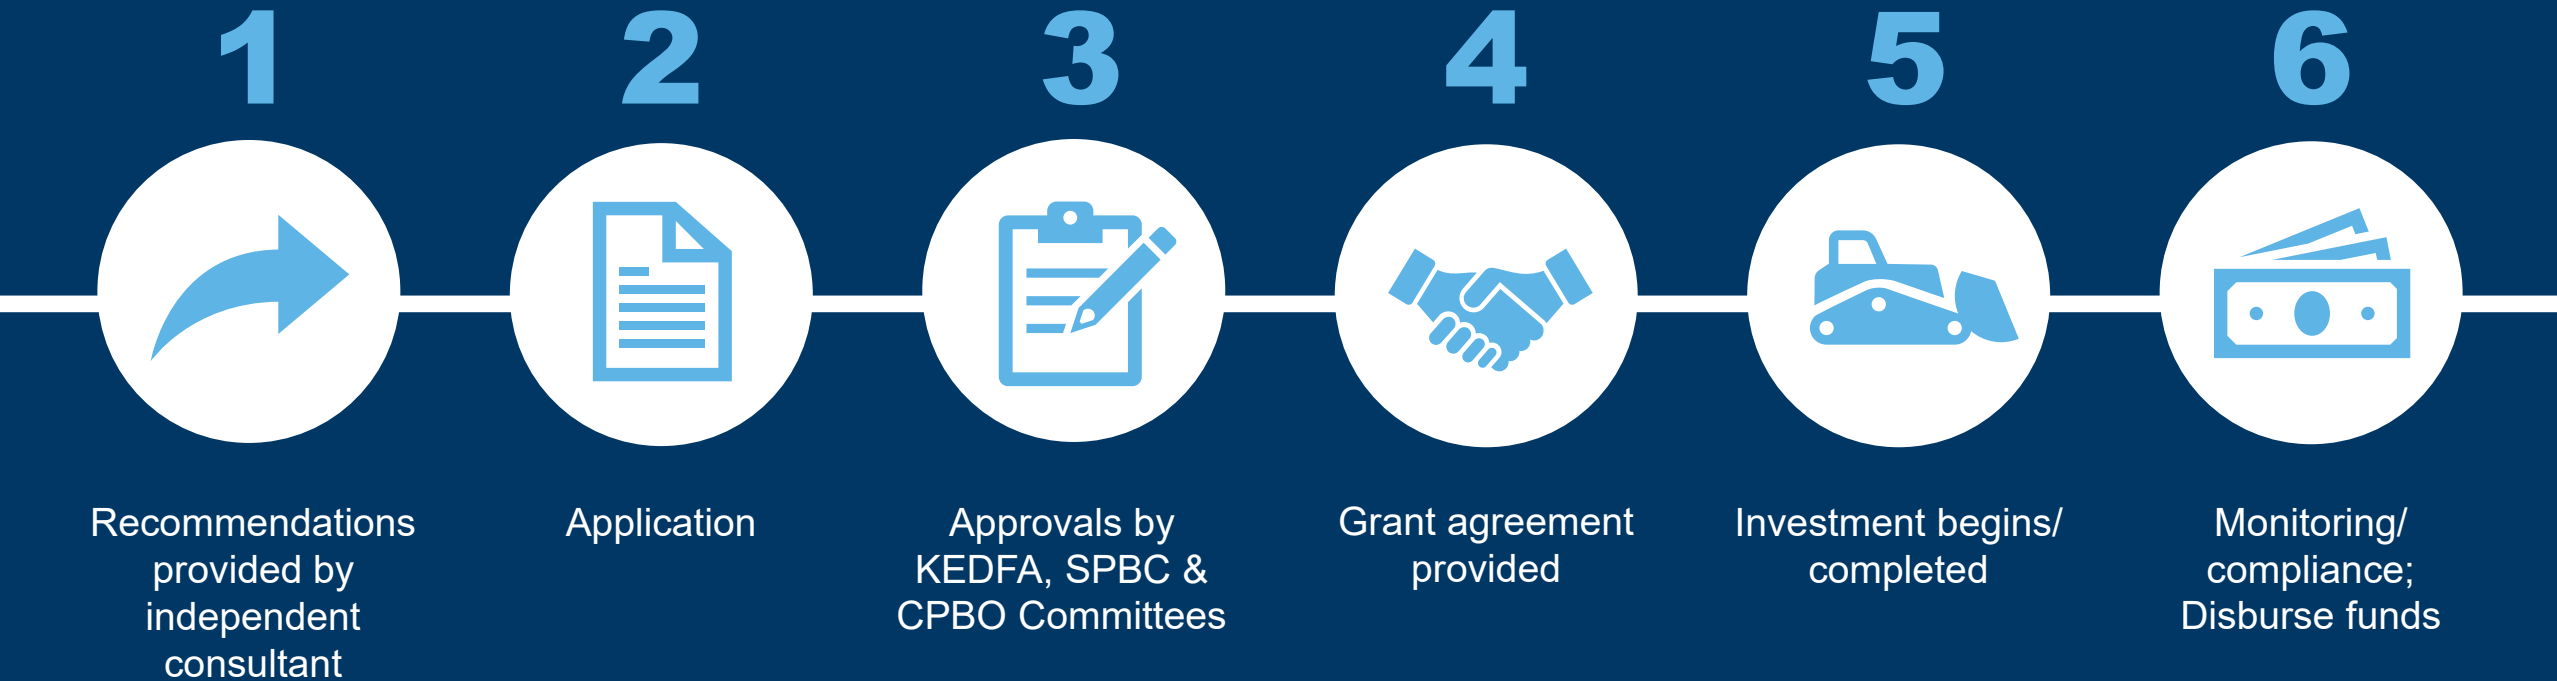 1
2
3
4
5
6
Recommendations
provided by
independent
consultant
Application
Approvals by
KEDFA, SPBC &
CPBO Committees
Grant agreement
provided
Investment begins/
completed
Monitoring/
compliance;
Disburse funds